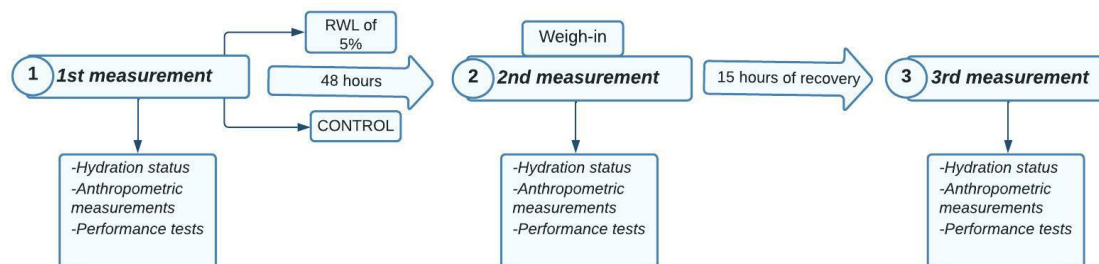 RWL of
5%
1
1st measurement
48 hours
CONTROL
-Hydration status
-Anthropometric
measurements
-Performance tests
Weigh-in
2
2nd measurement
15 hours of recovery
-Hydration status
-Anthropometric
measurements
-Performance tests
3
3rd measurement
-Hydration status
-Anthropometric
measurements
-Performance tests